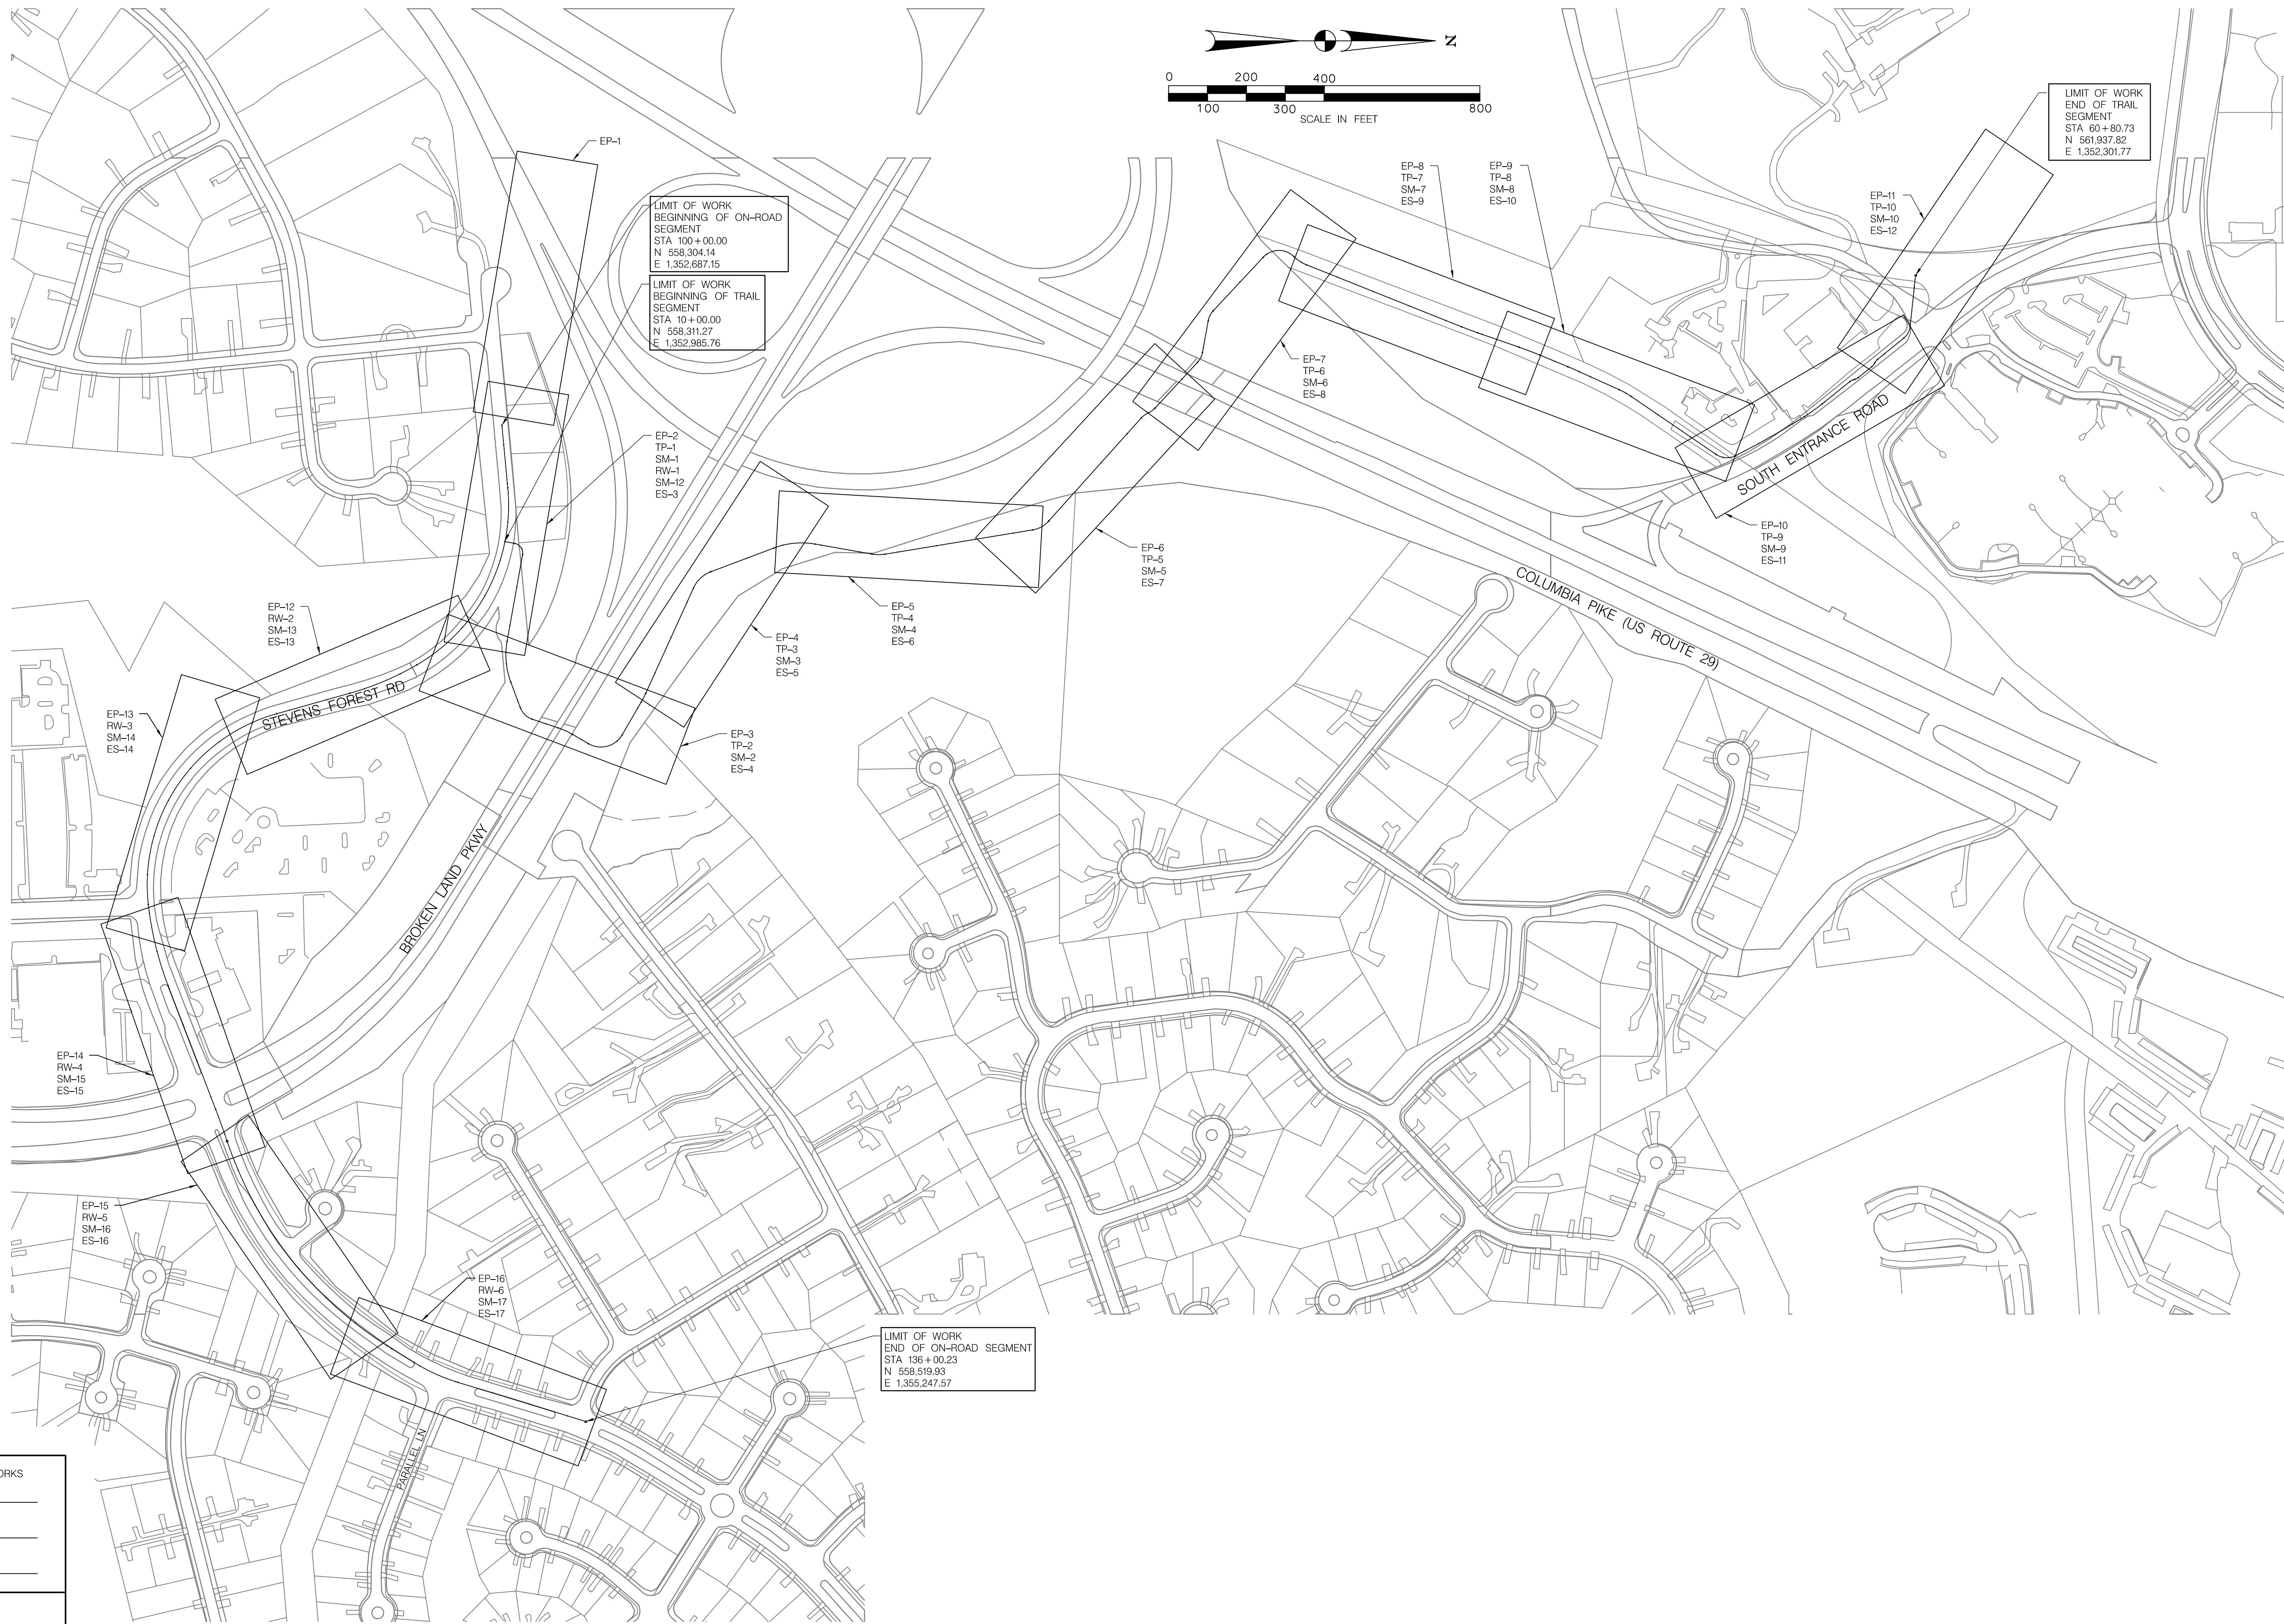 N
0 200 400
100 300 800
SCALE IN FEET
LIMIT OF WORK
END OF TRAIL
SEGMENT
STA 60+80.73
N 561,937.82
E 1,352,301.77
EP-1
LIMIT OF WORK
BEGINNING OF ON-ROAD
SEGMENT
STA 100+00.00
N 558,304.14
E 1,352,687.15
LIMIT OF WORK
BEGINNING OF TRAIL
SEGMENT
STA 10+00.00
N 558,311.27
E 1,352,985.76
EP-8
TP-7
SM-7
ES-9
EP-9
TP-8
SM-8
ES-10
EP-11
TP-10
SM-10
ES-12
EP-7
TP-6
SM-6
ES-8
EP-2
TP-1
SM-1
RW-1
SM-12
ES-3
SOUTH ENTRANCE ROAD
EP-10
TP-9
SM-9
ES-11
EP-6
TP-5
SM-5
ES-7
COLUMBIA PIKE (US ROUTE 29)
EP-5
TP-4
SM-4
ES-6
EP-12
RW-2
SM-13
ES-13
EP-4
TP-3
SM-3
ES-5
STEVENS FOREST RD
EP-13
RW-3
SM-14
ES-14
EP-3
TP-2
SM-2
ES-4
BROKEN LAND PKWY
EP-14
RW-4
SM-15
ES-15
EP-15
RW-5
SM-16
ES-16
EP-16
RW-6
SM-17
ES-17
LIMIT OF WORK
END OF ON-ROAD SEGMENT
STA 136+00.23
N 558,519.93
E 1,355,247.57
PARALLEL LN
ORKS